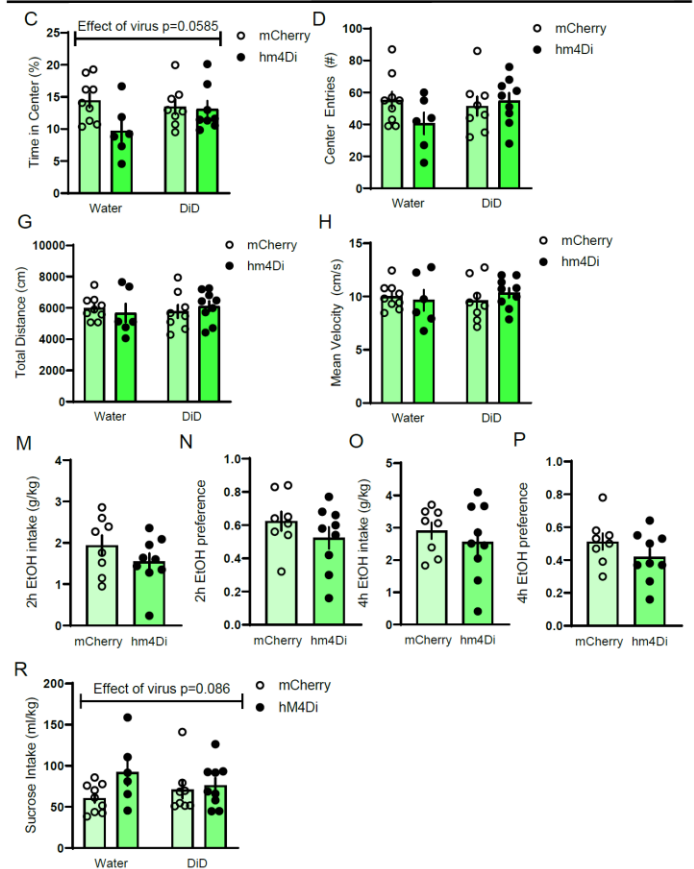 C
Effect of virus p=0.0585
mCherry
hm4Di
Time in Center (%)
25
20
15
10
5
0
Water
DiD
D
mCherry
hm4Di
Center Entries (#)
100
80
60
40
20
0
Water
DiD
G
mCherry
hm4Di
Total Distance (cm)
10000
8000
6000
4000
2000
0
Water
DiD
H
mCherry
hm4Di
Mean Velocity (cm/s)
15
10
5
0
Water
DiD
M
2h EtOH intake (g/kg)
4
3
2
1
0
mCherry hm4Di
N
2h EtOH preference
1.0
0.8
0.6
0.4
0.2
0.0
mCherry hm4Di
O
4h EtOH intake (g/kg)
5
4
3
2
1
0
mCherry hm4Di
P
4h EtOH preference
1.0
0.8
0.6
0.4
0.2
0.0
mCherry hm4Di
R
Effect of virus p=0.086
mCherry
hM4Di
Sucrose Intake (ml/kg)
200
150
100
50
0
Water
DiD